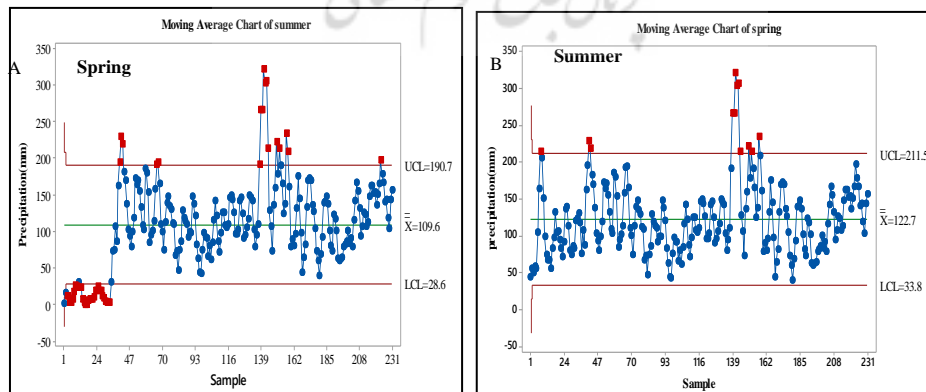 Moving Average Chart of summer
A
Spring
350
300
250
200
150
100
50
0
-50
Precipitation(mm)
UCL=190.7
X̿=109.6
LCL=28.6
1 24 47 70 93 116 139 162 185 208 231
Sample
Moving Average Chart of spring
B
Summer
350
300
250
200
150
100
50
0
-50
precipitation(mm)
UCL=211.5
X̿=122.7
LCL=33.8
1 24 47 70 93 116 139 162 185 208 231
Sample